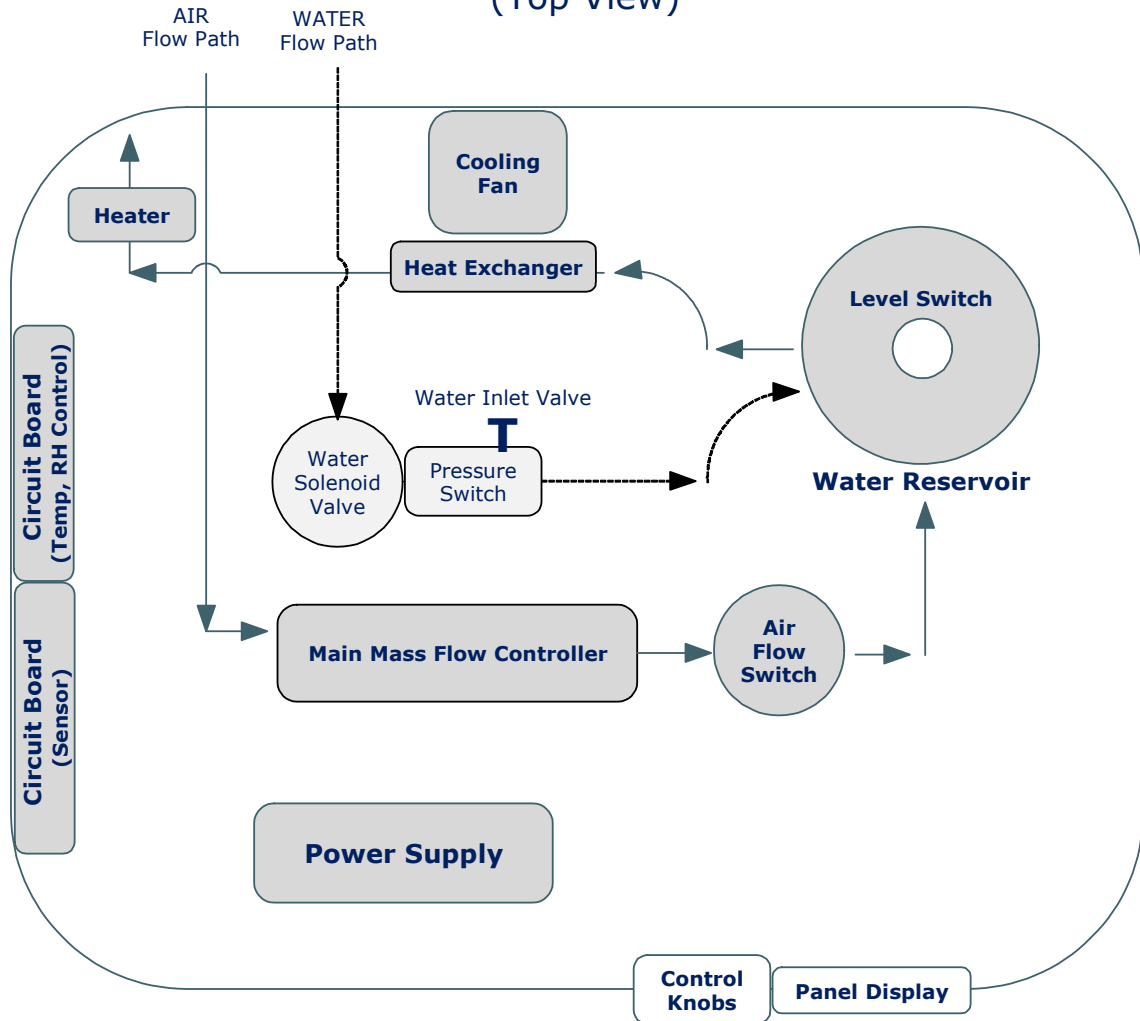 (Top View)
AIR
Flow Path
WATER
Flow Path
Cooling
Fan
Heater
Heat Exchanger
Level Switch
Water Inlet Valve
Water
Solenoid
Valve
Pressure
Switch
Water Reservoir
Circuit Board
(Temp, RH Control)
Main Mass Flow Controller
Air
Flow
Switch
Circuit Board
(Sensor)
Power Supply
Control
Knobs
Panel Display